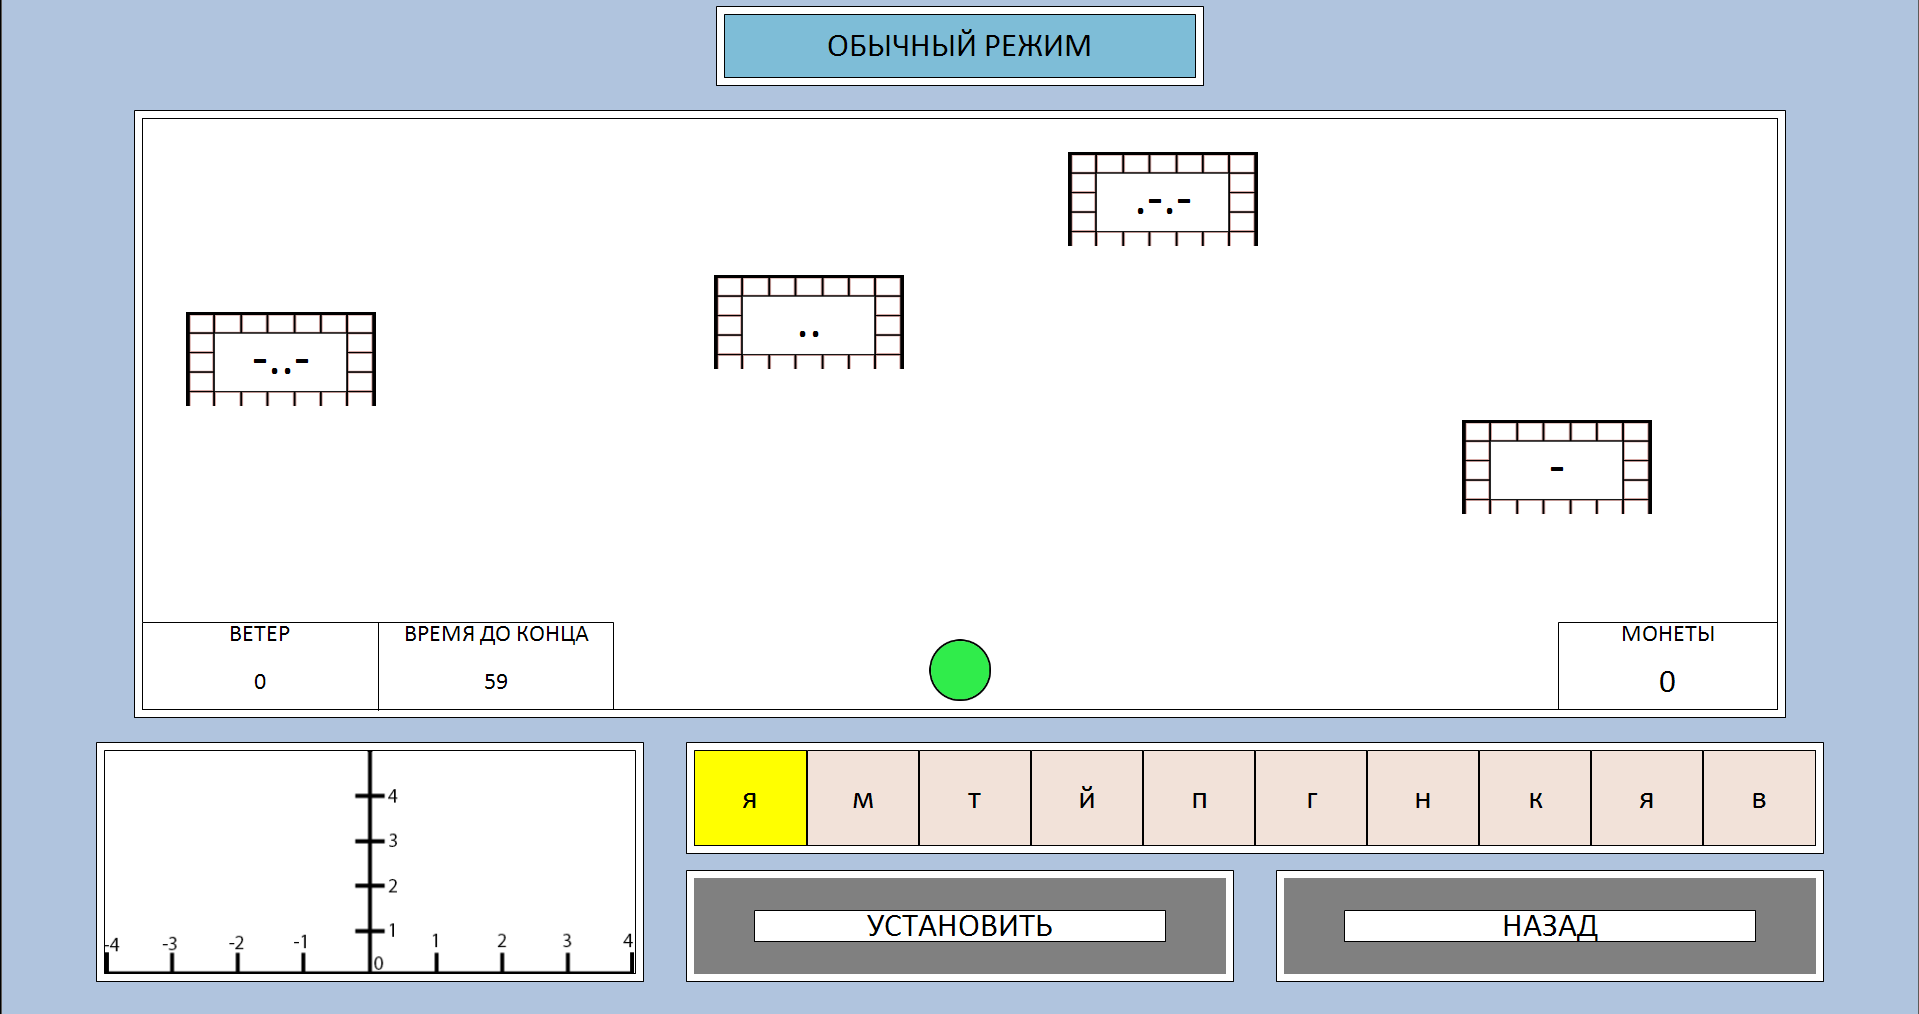 ОБЫЧНЫЙ РЕЖИМ
.-.-
..
-..-
-
ВЕТЕР
0
ВРЕМЯ ДО КОНЦА
59
МОНЕТЫ
0
4
3
2
1
-4 -3 -2 -1 0 1 2 3 4
я м т й п г н к я в
УСТАНОВИТЬ
НАЗАД